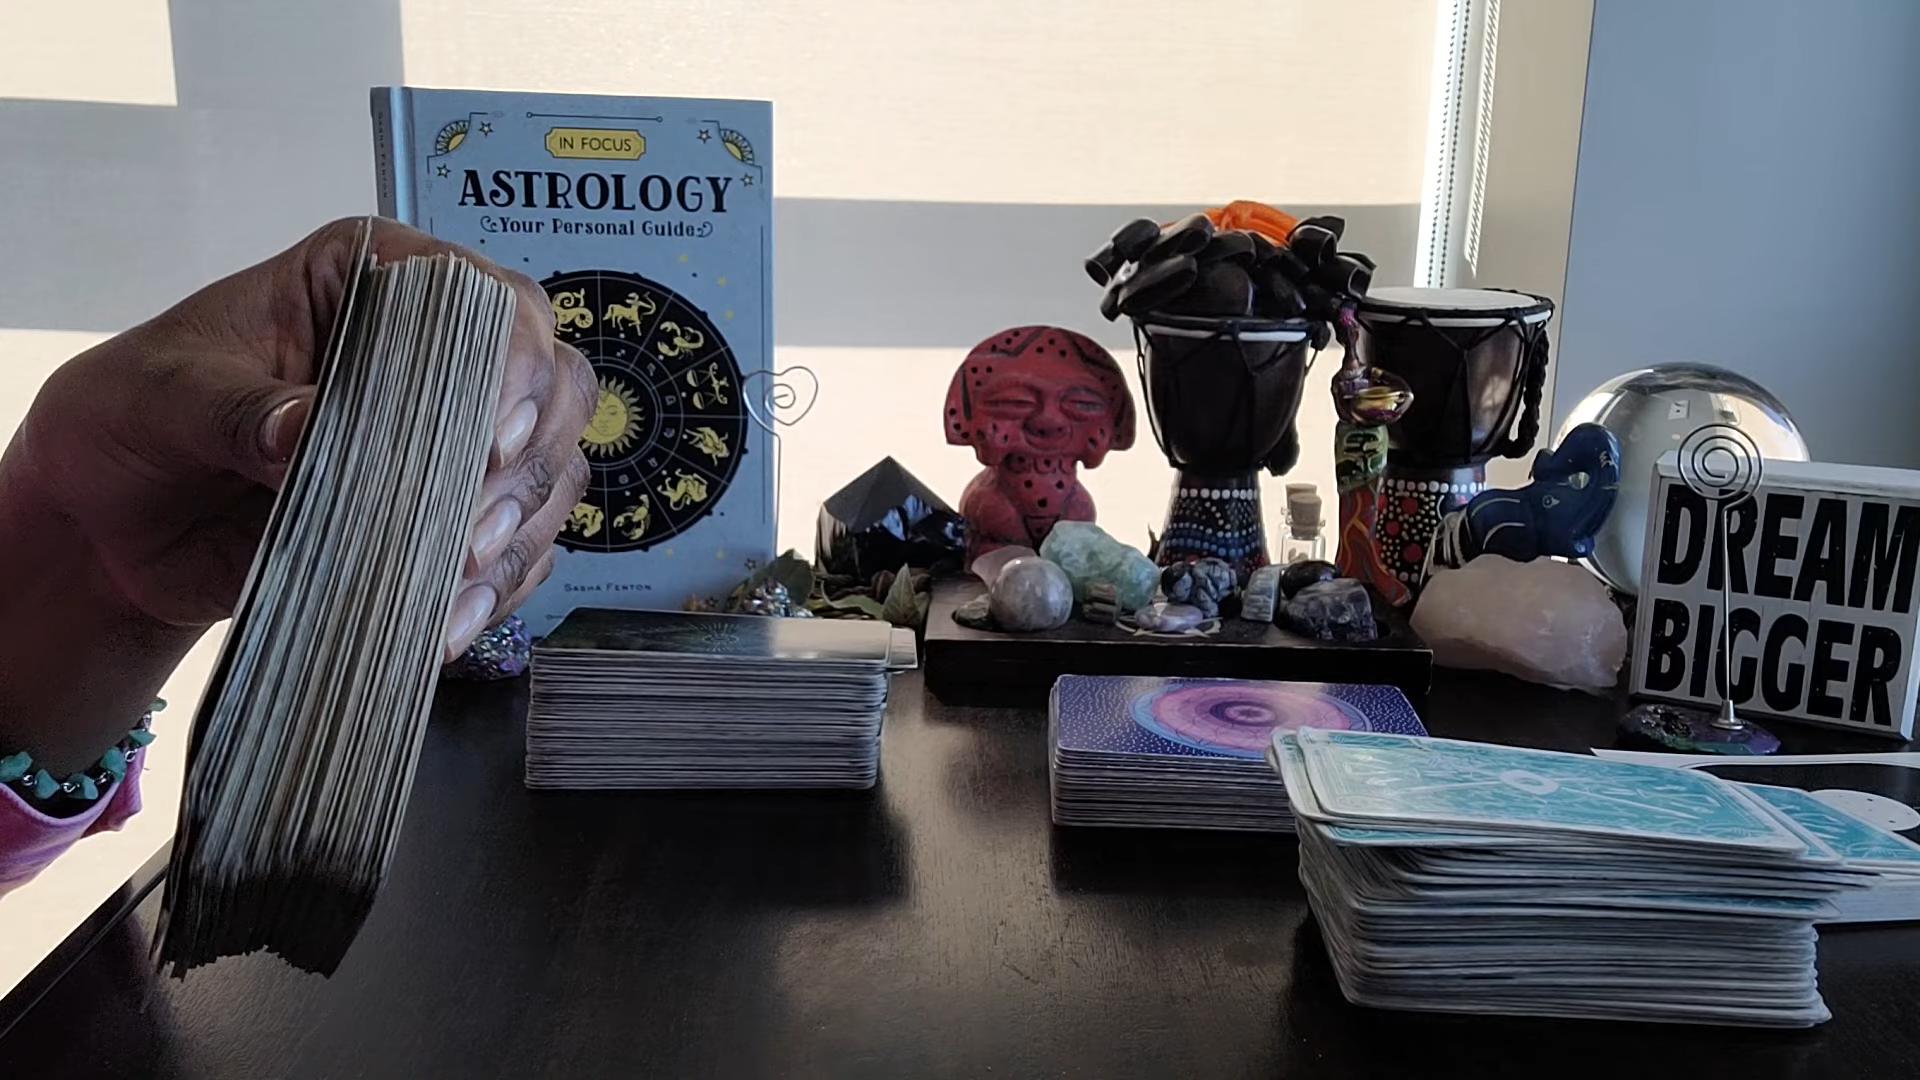 IN FOCUS
ASTROLOGY
Your Personal Guide
SASHA FENTON
DREAM
BIGGER